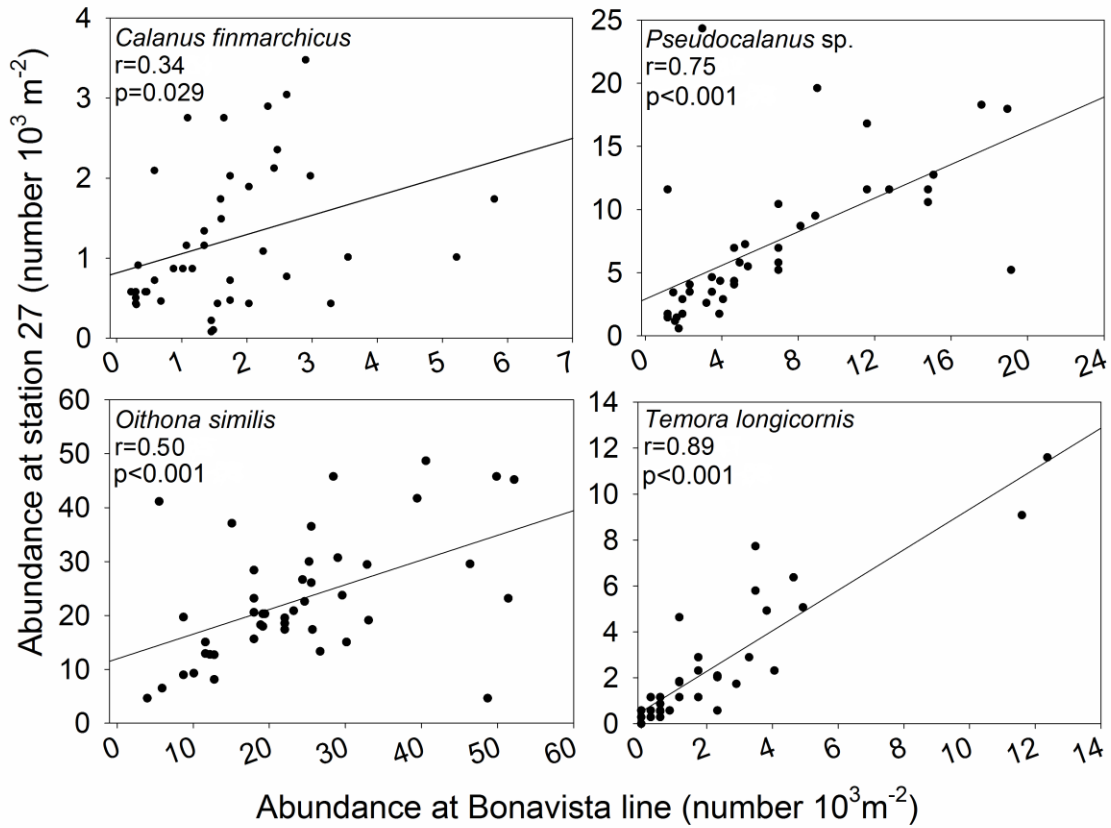 Abundance at station 27 (number 10³ m⁻²)
Calanus finmarchicus
r=0.34
p=0.029
4
3
2
1
0
0 1 2 3 4 5 6 7
Pseudocalanus sp.
r=0.75
p<0.001
25
20
15
10
5
0
0 4 8 12 16 20 24
Oithona similis
r=0.50
p<0.001
60
50
40
30
20
10
0
0 10 20 30 40 50 60
Temora longicornis
r=0.89
p<0.001
14
12
10
8
6
4
2
0
0 2 4 6 8 10 12 14
Abundance at Bonavista line (number 10³m⁻²)